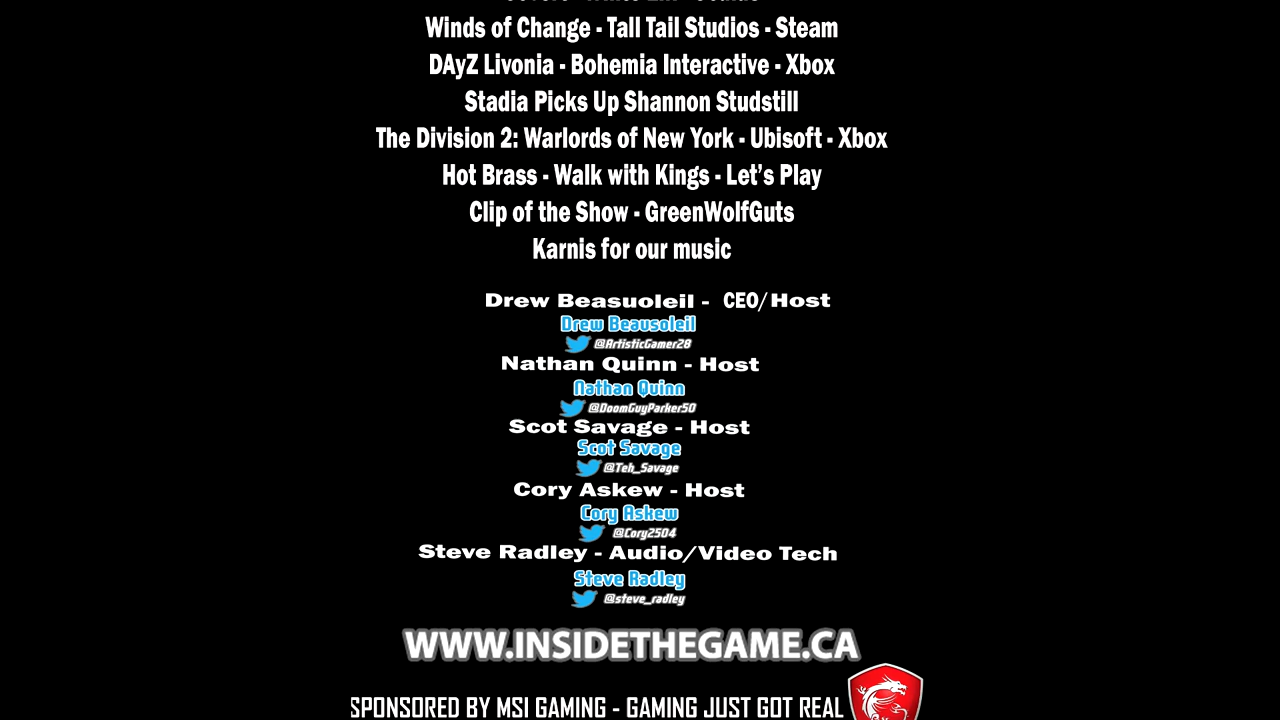 Winds of Change - Tall Tail Studios - Steam
DAyZ Livonia - Bohemia Interactive - Xbox
Stadia Picks Up Shannon Studstill
The Division 2: Warlords of New York - Ubisoft - Xbox
Hot Brass - Walk with Kings - Let's Play
Clip of the Show - GreenWolfGuts
Karnis for our music
Drew Beasuoleil - CEO/Host
Drew Beausoleil
@ArtisticGamer28
Nathan Quinn - Host
Nathan Quinn
@DoomGuyParker50
Scot Savage - Host
Scot Savage
@Teh_Savage
Cory Askew - Host
Cory Askew
@Cory2504
Steve Radley - Audio/Video Tech
Steve Radley
@steve_radley
WWW.INSIDETHEGAME.CA
SPONSORED BY MSI GAMING - GAMING JUST GOT REAL